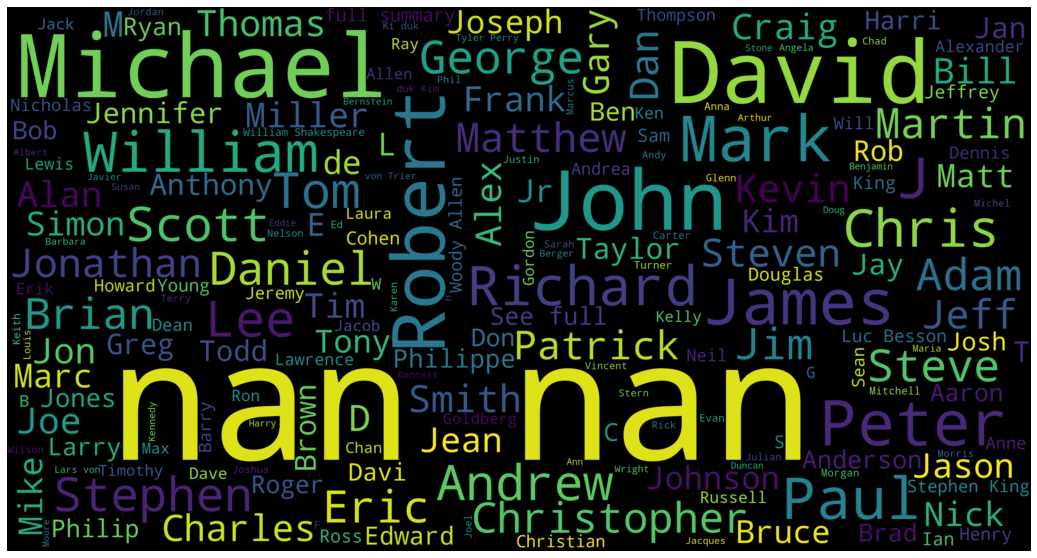 Michael
David
John
nan nan
Robert
James
William
Richard
Peter
Paul
Mark
Scott
Daniel
Thomas
George
Joseph
Gary
Dan
Craig
Harri
Jan
Bill
Martin
Jeffrey
Alexander
Jack
Jordan
M
Ryan
full summary
Ki duk
Ray
Tyler Perry
Thompson
Stone
Angela
Chad
Nicholas
Jennifer
Miller
Allen
Bernstein
duk Kim
Phil
Frank
Marcus
Ben
Ken
Anna
Arthur
Will
Bob
Albert
Lewis
Javier
Susan
de
William Shakespeare
L
von Trier
Matthew
Justin
Sam
Andy
Andrea
Glenn
Rob
Benjamin
Dennis
King
Matt
Michel
Alan
Anthony
Tom
Simon
Barbara
Eddie
Nelson
E
Ed
Laura
Cohen
Woody Allen
Alex
Jr
Gordon
Sarah
Berger
Taylor
Carter
Turner
Kevin
Kim
J
Doug
Chris
Steven
Jay
Adam
Jonathan
Howard
Young
Erik
Terry
Jeremy
W
Karen
H
Tim
Jacob
Lee
Brian
Dean
Keith
Louis
Jon
Greg
Todd
Lawrence
Tony
See full
Don
Philippe
Bennett
Patrick
Vincent
Kelly
Neil
Jim
Douglas
Luc Besson
Maria
Jeff
Josh
T
Sean
Steve
Mitchell
Aaron
Marc
B
Jones
Kennedy
Ron
Harry
Barry
Joe
Larry
Max
Brown
D
Chan
Goldberg
Smith
Stern
Rick
Evan
G
C
S
Julian
Duncan
Morgan
Morris
Anne
Anderson
Jason
Wilson
Lars von
Timothy
Dave
Joshua
Roger
Davi
Jean
Ann
Wright
Johnson
Russell
Stephen King
Mike
Moore
Stephen
Philip
Charles
Ross
F
Eric
Edward
Andrew
Joel
Christopher
Christian
Jacques
Bruce
Brad
Nick
Ian
Henry